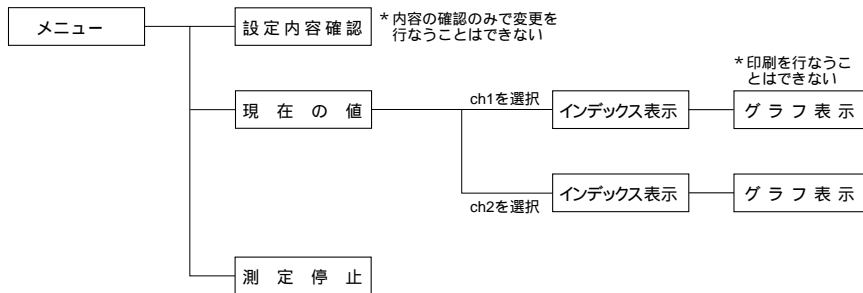 メニュー
設定内容確認
*内容の確認のみで変更を
行なうことはできない
*印刷を行なうこ
とはできない
現在の値
ch1を選択
インデックス表示
グラフ表示
ch2を選択
インデックス表示
グラフ表示
測定停止